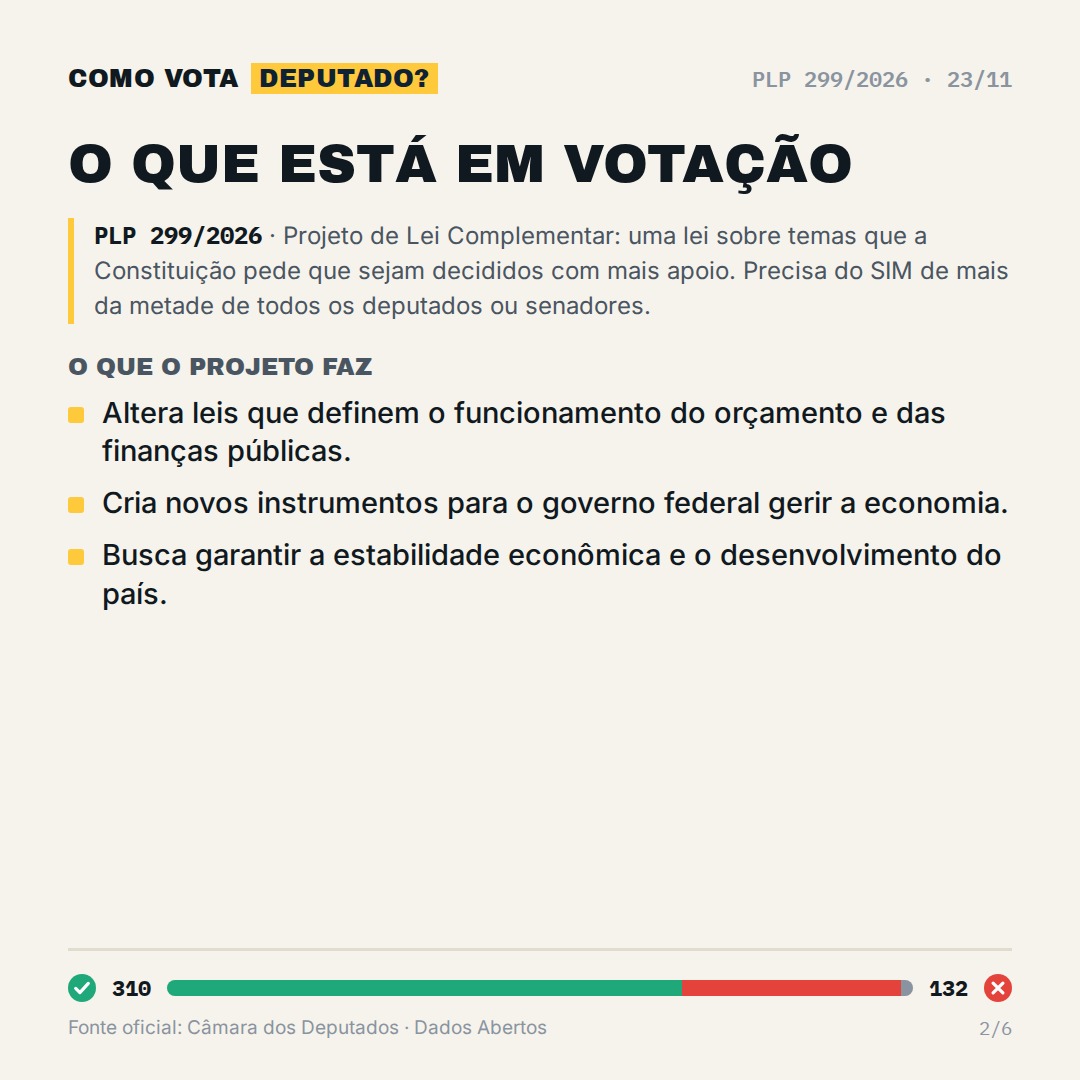 COMO VOTA DEPUTADO?
PLP 299/2026 · 23/11
O QUE ESTÁ EM VOTAÇÃO
PLP 299/2026 · Projeto de Lei Complementar: uma lei sobre temas que a
Constituição pede que sejam decididos com mais apoio. Precisa do SIM de mais
da metade de todos os deputados ou senadores.
O QUE O PROJETO FAZ
Altera leis que definem o funcionamento do orçamento e das
finanças públicas.
Cria novos instrumentos para o governo federal gerir a economia.
Busca garantir a estabilidade econômica e o desenvolvimento do
país.
310
132
Fonte oficial: Câmara dos Deputados · Dados Abertos
2/6